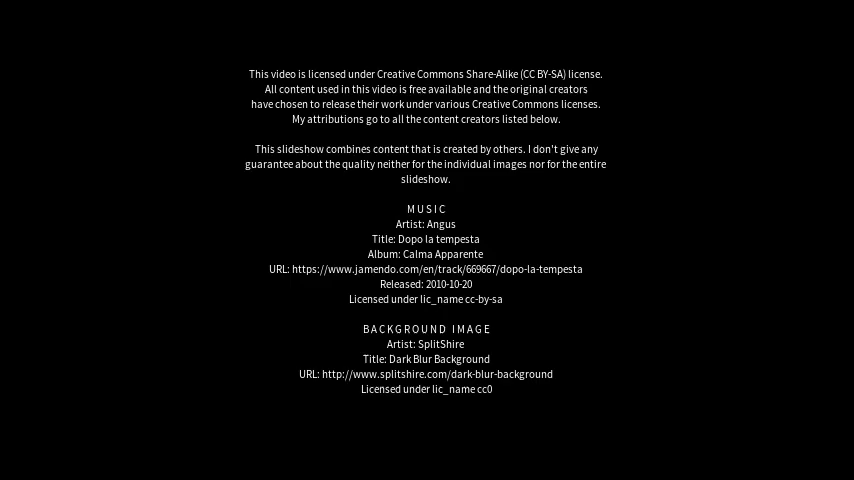 This video is licensed under Creative Commons Share-Alike (CC BY-SA) license.
All content used in this video is free available and the original creators
have chosen to release their work under various Creative Commons licenses.
My attributions go to all the content creators listed below.
This slideshow combines content that is created by others. I don't give any
guarantee about the quality neither for the individual images nor for the entire
slideshow.
MUSIC
Artist: Angus
Title: Dopo la tempesta
Album: Calma Apparente
URL: https://www.jamendo.com/en/track/669667/dopo-la-tempesta
Released: 2010-10-20
Licensed under lic_name cc-by-sa
BACKGROUND IMAGE
Artist: SplitShire
Title: Dark Blur Background
URL: http://www.splitshire.com/dark-blur-background
Licensed under lic_name cc0